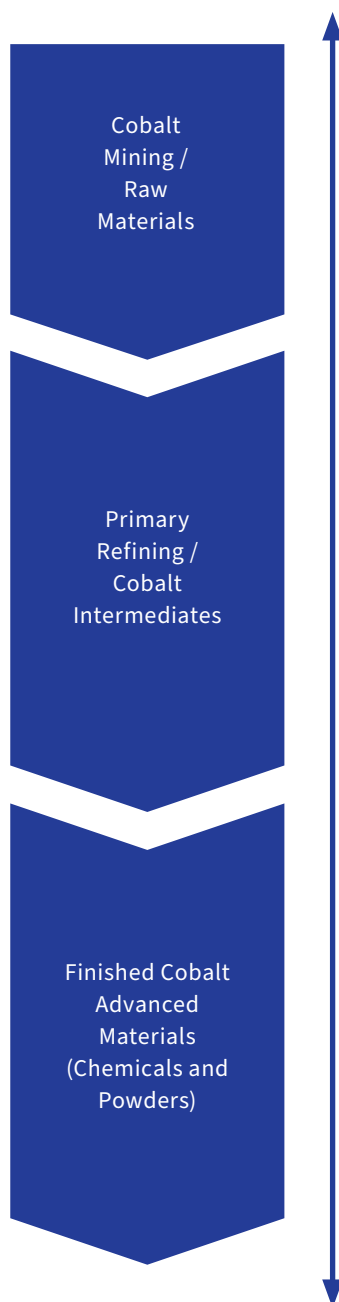 Cobalt
Mining /
Raw
Materials
Primary
Refining /
Cobalt
Intermediates
Finished Cobalt
Advanced
Materials
(Chemicals and
Powders)